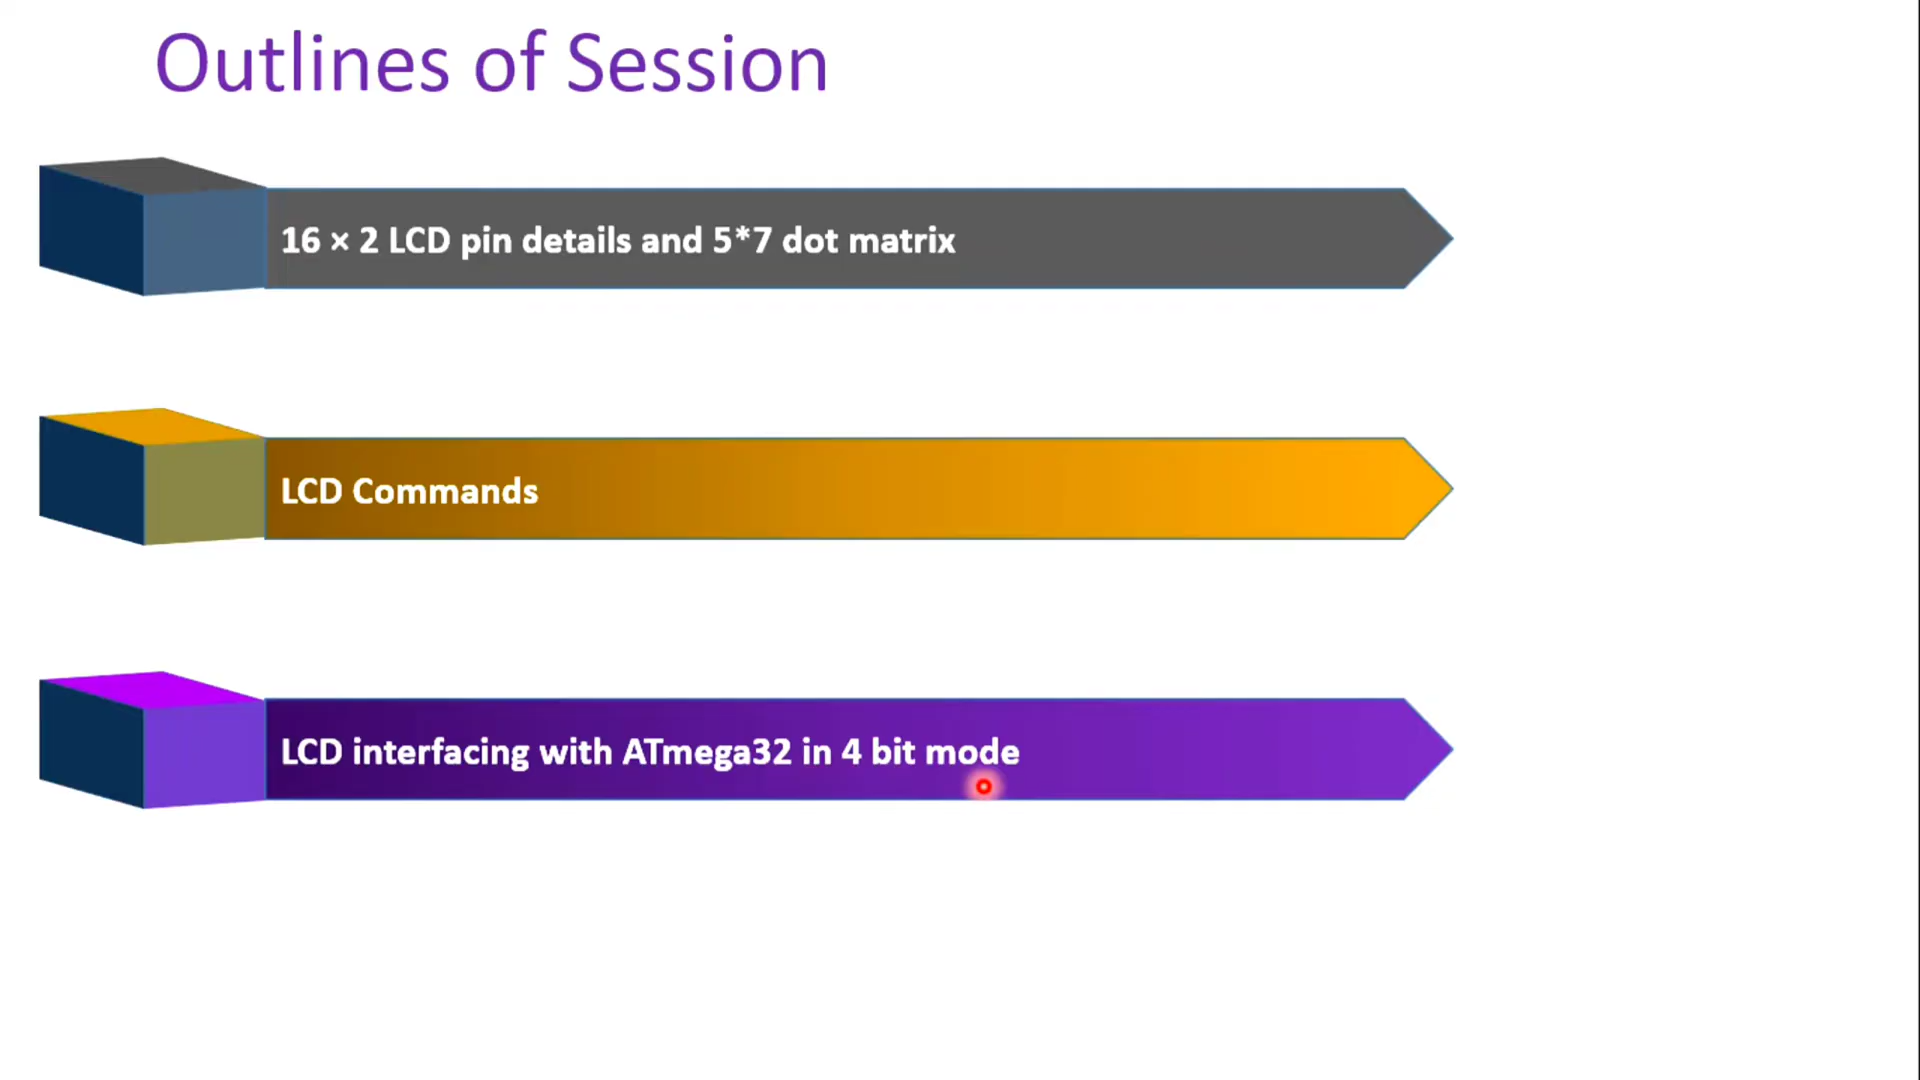 Outlines of Session
16 × 2 LCD pin details and 5*7 dot matrix
LCD Commands
LCD interfacing with ATmega32 in 4 bit mode